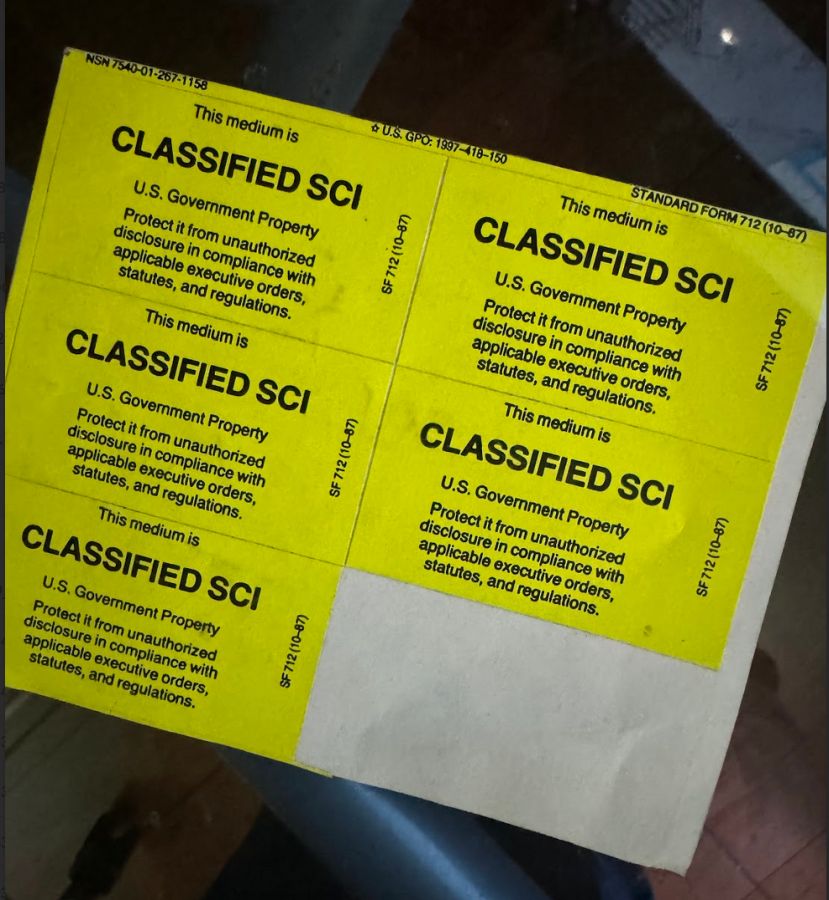 NSN 7540-01-267-1158
☆ U.S. GPO: 1997-418-150
STANDARD FORM 712 (10-87)
This medium is
CLASSIFIED SCI
U.S. Government Property
Protect it from unauthorized
disclosure in compliance with
applicable executive orders,
statutes, and regulations.
SF 712 (10-87)
This medium is
CLASSIFIED SCI
U.S. Government Property
Protect it from unauthorized
disclosure in compliance with
applicable executive orders,
statutes, and regulations.
SF 712 (10-87)
This medium is
CLASSIFIED SCI
U.S. Government Property
Protect it from unauthorized
disclosure in compliance with
applicable executive orders,
statutes, and regulations.
SF 712 (10-87)
This medium is
CLASSIFIED SCI
U.S. Government Property
Protect it from unauthorized
disclosure in compliance with
applicable executive orders,
statutes, and regulations.
SF 712 (10-87)
This medium is
CLASSIFIED SCI
U.S. Government Property
Protect it from unauthorized
disclosure in compliance with
applicable executive orders,
statutes, and regulations.
SF 712 (10-87)